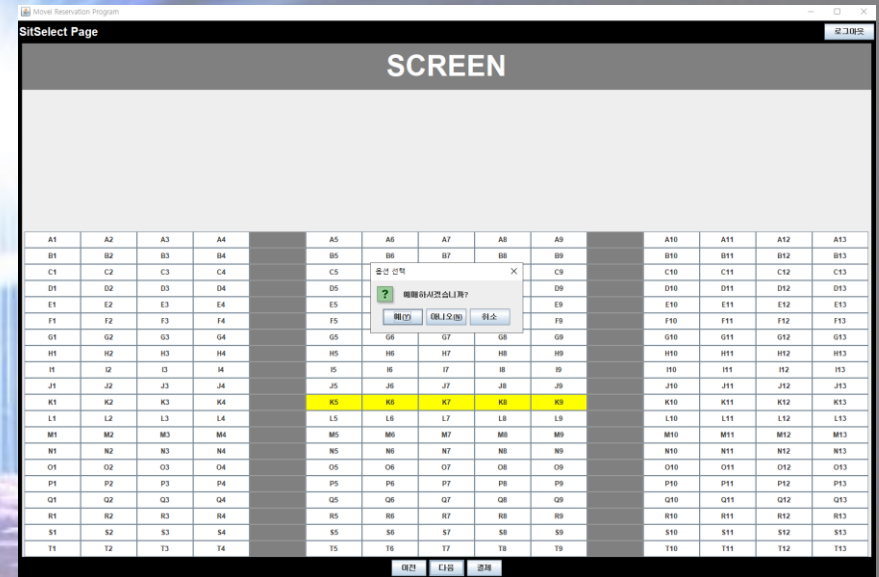 Movei Reservation Program
SitSelect Page 로그아웃
SCREEN
A1 A2 A3 A4 A5 A6 A7 A8 A9 A10 A11 A12 A13
B1 B2 B3 B4 B5 B6 B7 B8 B9 B10 B11 B12 B13
C1 C2 C3 C4 C5 옵션 선택 C9 C10 C11 C12 C13
D1 D2 D3 D4 D5 예매하시겠습니까? D9 D10 D11 D12 D13
E1 E2 E3 E4 E5 E9 E10 E11 E12 E13
F1 F2 F3 F4 F5 예(Y) 아니오(N) 취소 F9 F10 F11 F12 F13
G1 G2 G3 G4 G5 G6 G7 G8 G9 G10 G11 G12 G13
H1 H2 H3 H4 H5 H6 H7 H8 H9 H10 H11 H12 H13
I1 I2 I3 I4 I5 I6 I7 I8 I9 I10 I11 I12 I13
J1 J2 J3 J4 J5 J6 J7 J8 J9 J10 J11 J12 J13
K1 K2 K3 K4 K5 K6 K7 K8 K9 K10 K11 K12 K13
L1 L2 L3 L4 L5 L6 L7 L8 L9 L10 L11 L12 L13
M1 M2 M3 M4 M5 M6 M7 M8 M9 M10 M11 M12 M13
N1 N2 N3 N4 N5 N6 N7 N8 N9 N10 N11 N12 N13
O1 O2 O3 O4 O5 O6 O7 O8 O9 O10 O11 O12 O13
P1 P2 P3 P4 P5 P6 P7 P8 P9 P10 P11 P12 P13
Q1 Q2 Q3 Q4 Q5 Q6 Q7 Q8 Q9 Q10 Q11 Q12 Q13
R1 R2 R3 R4 R5 R6 R7 R8 R9 R10 R11 R12 R13
S1 S2 S3 S4 S5 S6 S7 S8 S9 S10 S11 S12 S13
T1 T2 T3 T4 T5 T6 T7 T8 T9 T10 T11 T12 T13
이전 다음 결제